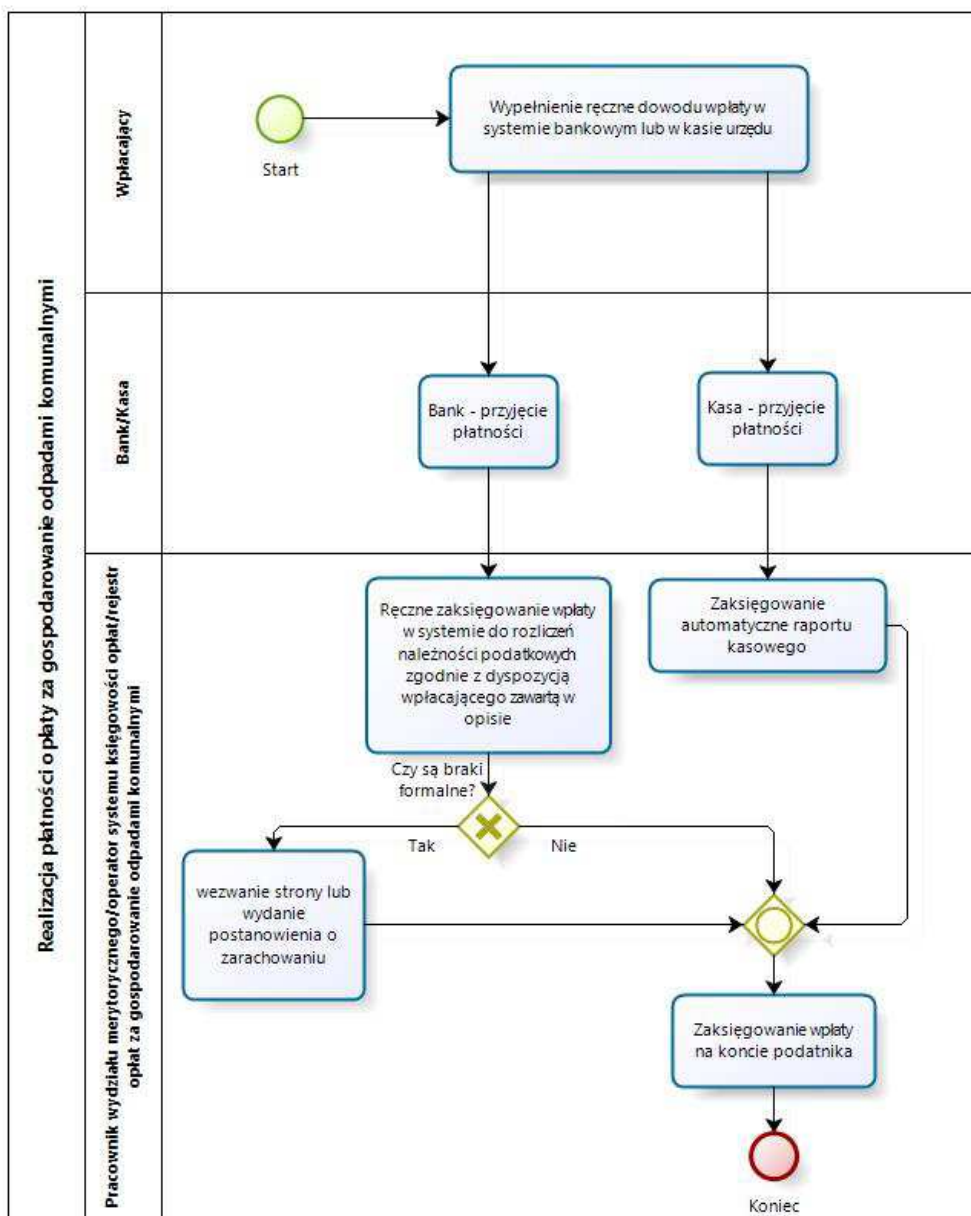 Realizacja płatności opłaty za gospodarowanie odpadami komunalnymi
Wpłacający
Start
Wypełnienie ręczne dowodu wpłaty w
systemie bankowym lub w kasie urzędu
Bank/Kasa
Bank - przyjęcie
płatności
Kasa - przyjęcie
płatności
Pracownik wydziału merytorycznego/operator systemu księgowości opłat/rejestr
opłat za gospodarowanie odpadami komunalnymi
Ręczne zaksięgowanie wpłaty
w systemie do rozliczeń
należności podatkowych
zgodnie z dyspozycją
wpłacającego zawartą w
opisie
Zaksięgowanie
automatyczne raportu
kasowego
Czy są braki
formalne?
Tak
Nie
wezwanie strony lub
wydanie
postanowienia o
zarachowaniu
Zaksięgowanie wpłaty
na koncie podatnika
Koniec